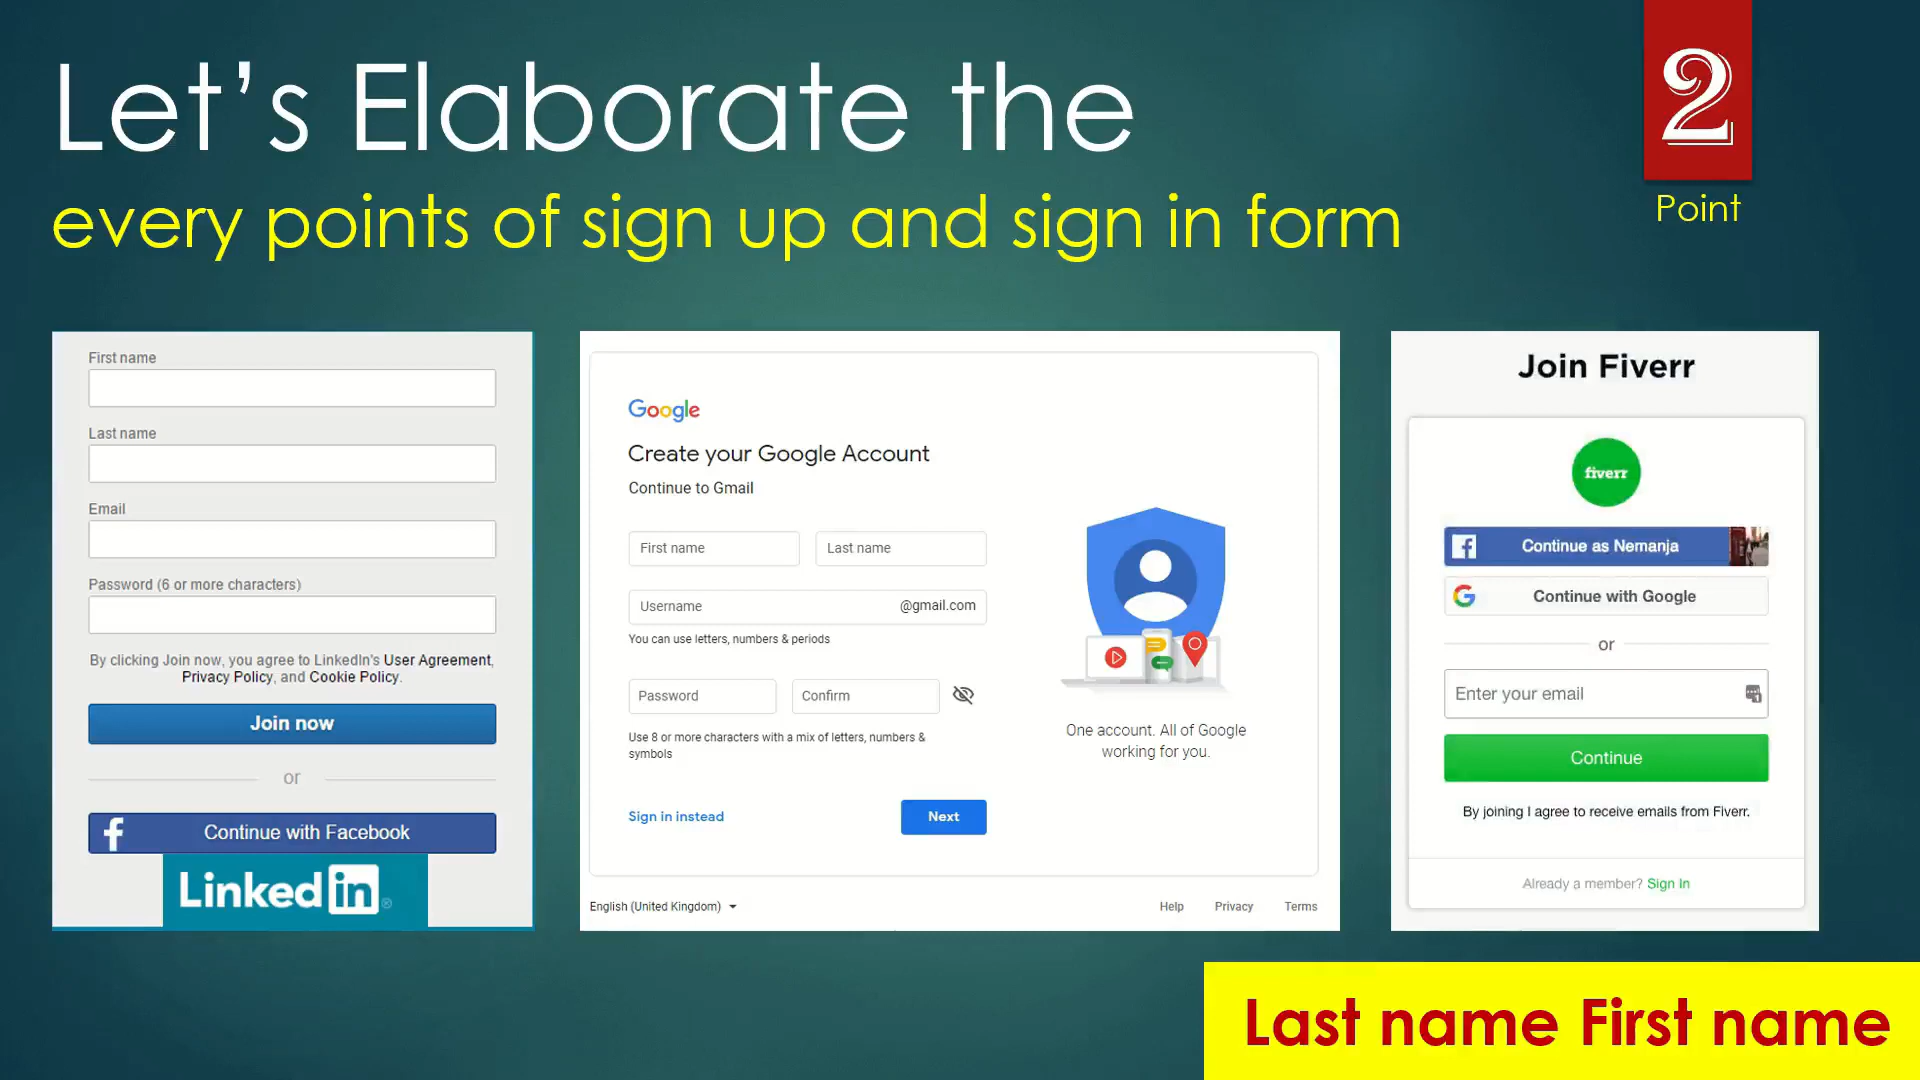 Let's Elaborate the
every points of sign up and sign in form
2
Point
First name
Last name
Email
Password (6 or more characters)
By clicking Join now, you agree to LinkedIn's User Agreement,
Privacy Policy, and Cookie Policy.
Join now
or
Continue with Facebook
Linked in
Google
Create your Google Account
Continue to Gmail
First name
Last name
Username
@gmail.com
You can use letters, numbers & periods
Password
Confirm
Use 8 or more characters with a mix of letters, numbers &
symbols
Sign in instead
Next
One account. All of Google
working for you.
English (United Kingdom)
Help
Privacy
Terms
Join Fiverr
fiverr
Continue as Nemanja
Continue with Google
or
Enter your email
Continue
By joining I agree to receive emails from Fiverr.
Already a member? Sign In
Last name First name